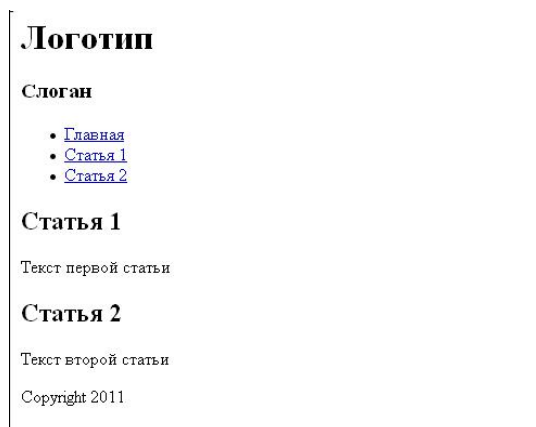 Логотип
Слоган
Главная
Статья 1
Статья 2
Статья 1
Текст первой статьи
Статья 2
Текст второй статьи
Copyright 2011